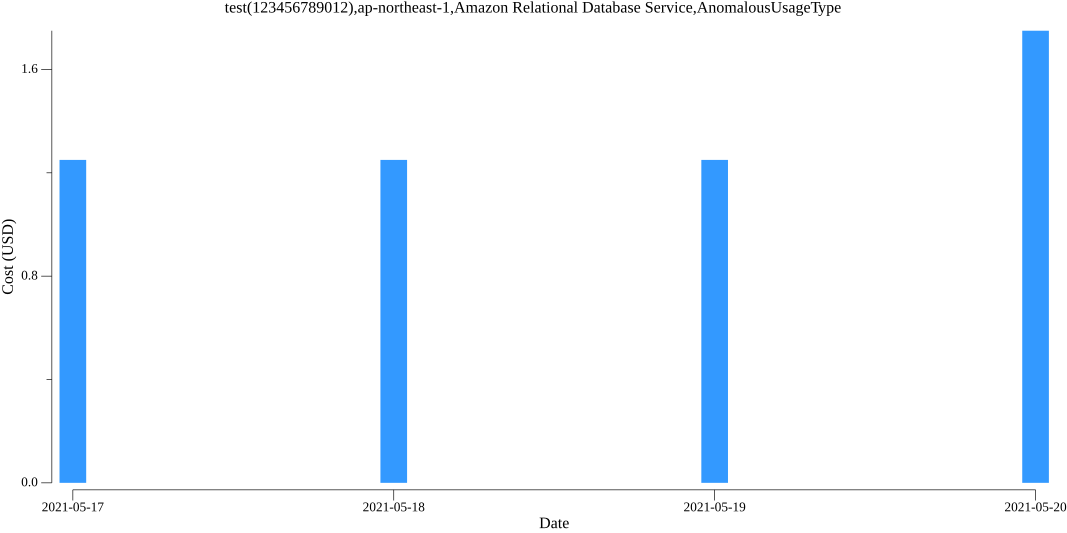 test(123456789012),ap-northeast-1,Amazon Relational Database Service,AnomalousUsageType
1.6
0.8
0.0
Cost (USD)
2021-05-17
2021-05-18
2021-05-19
2021-05-20
Date